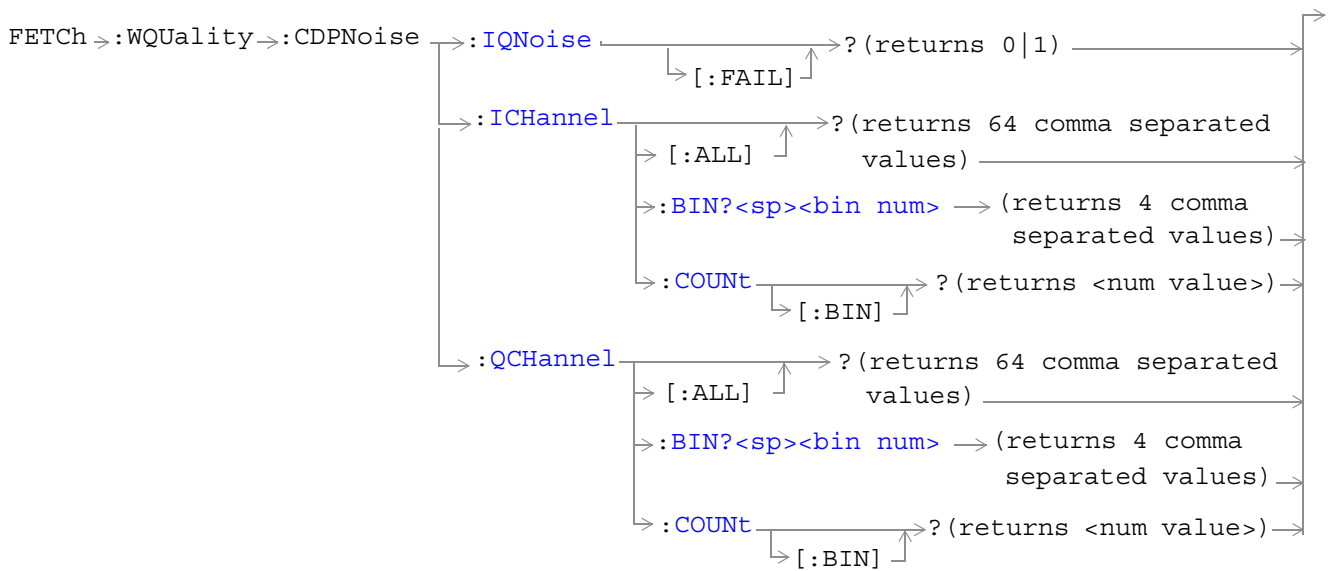 FETCh :WQUality :CDPNoise :IQNoise ?(returns 0|1)
[:FAIL]
:ICHannel ?(returns 64 comma separated
[:ALL] values)
:BIN?<sp><bin num> (returns 4 comma
separated values)
:COUNt ?(returns <num value>)
[:BIN]
:QCHannel ?(returns 64 comma separated
[:ALL] values)
:BIN?<sp><bin num> (returns 4 comma
separated values)
:COUNt ?(returns <num value>)
[:BIN]